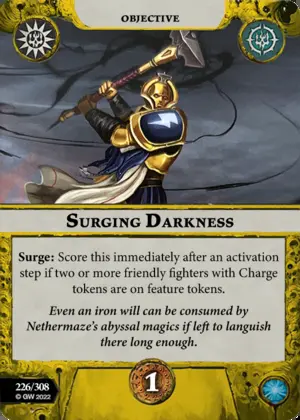 OBJECTIVE
SURGING DARKNESS
Surge: Score this immediately after an activation
step if two or more friendly fighters with Charge
tokens are on feature tokens.
Even an iron will can be consumed by
Nethermaze's abyssal magics if left to languish
there long enough.
226/308
© GW 2022
1